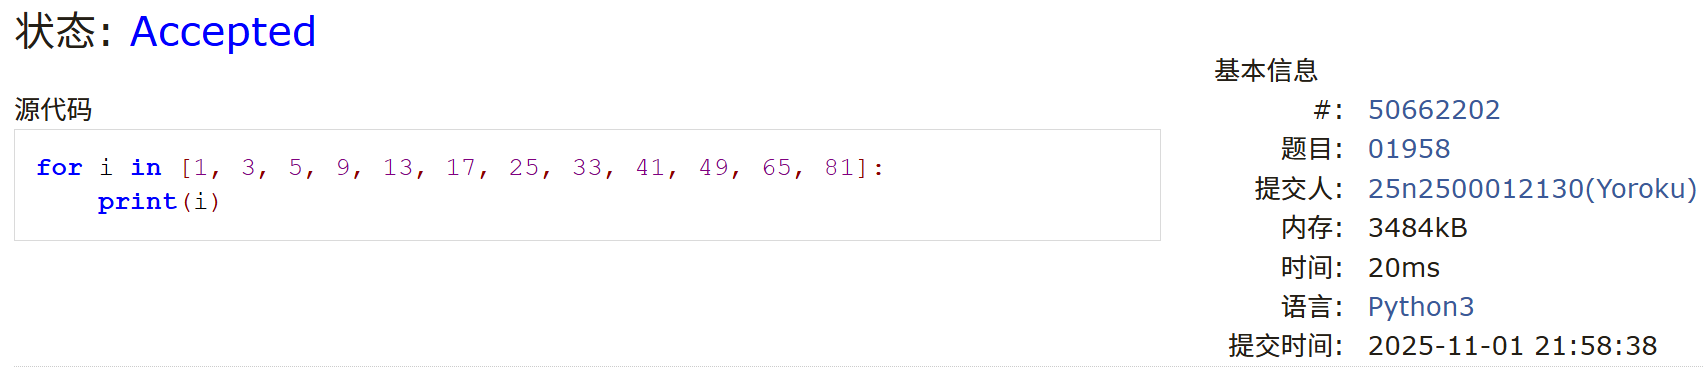 状态: Accepted
源代码
for i in [1, 3, 5, 9, 13, 17, 25, 33, 41, 49, 65, 81]:
    print(i)
基本信息
#: 50662202
题目: 01958
提交人: 25n2500012130(Yoroku)
内存: 3484kB
时间: 20ms
语言: Python3
提交时间: 2025-11-01 21:58:38